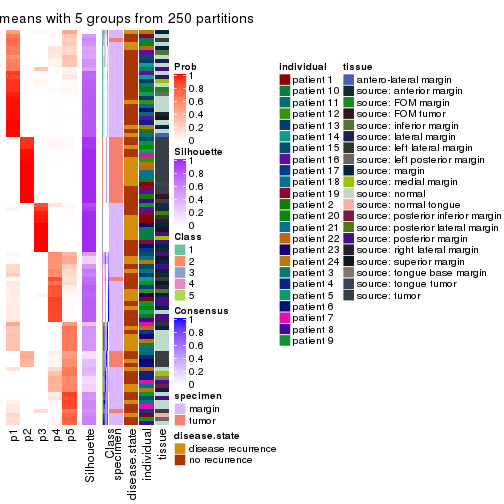 means with 5 groups from 250 partitions
Prob
1
0.8
0.6
0.4
0.2
0
Silhouette
1
0.8
0.6
0.4
0.2
0
Class
1
2
3
4
5
Consensus
1
0.8
0.6
0.4
0.2
0
specimen
margin
tumor
disease.state
disease recurrence
no recurrence
individual
patient 1
patient 10
patient 11
patient 12
patient 13
patient 14
patient 15
patient 16
patient 17
patient 18
patient 19
patient 2
patient 20
patient 21
patient 22
patient 23
patient 24
patient 3
patient 4
patient 5
patient 6
patient 7
patient 8
patient 9
tissue
antero-lateral margin
source: anterior margin
source: FOM margin
source: FOM tumor
source: inferior margin
source: lateral margin
source: left lateral margin
source: left posterior margin
source: margin
source: medial margin
source: normal
source: normal tongue
source: posterior inferior margin
source: posterior lateral margin
source: posterior margin
source: right lateral margin
source: superior margin
source: tongue base margin
source: tongue tumor
source: tumor
p1
p2
p3
p4
p5
Silhouette
Class
specimen
disease.state
individual
tissue